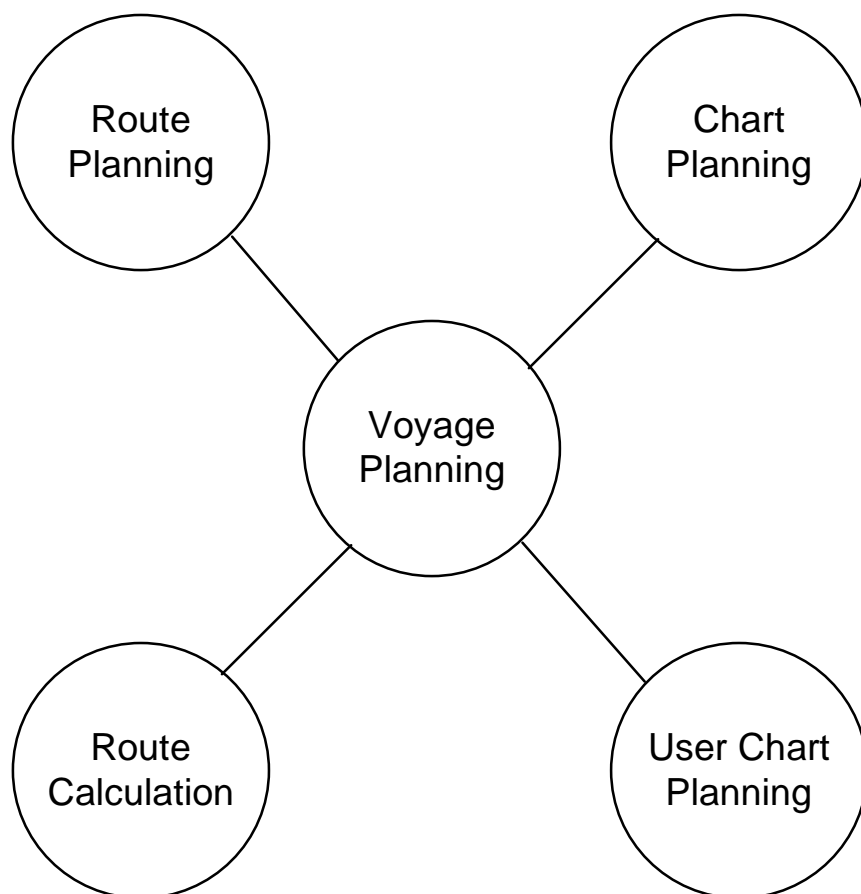 Route
Planning
Chart
Planning
Voyage
Planning
Route
Calculation
User Chart
Planning